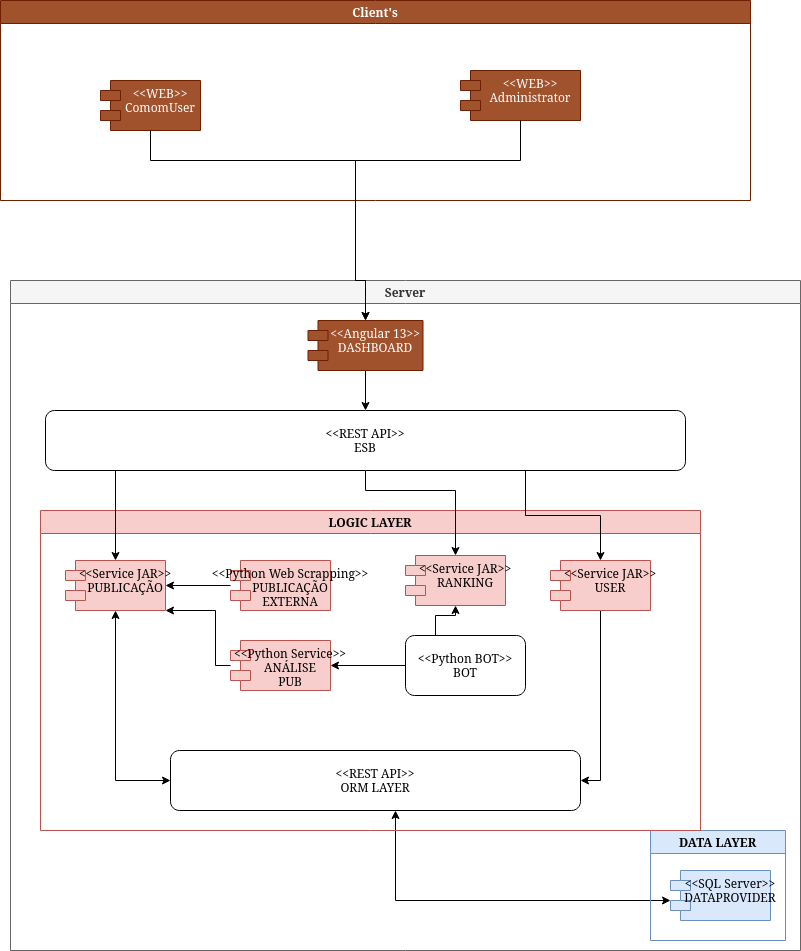 Client's
<<WEB>>
ComomUser
<<WEB>>
Administrator
Server
<<Angular 13>>
DASHBOARD
<<REST API>>
ESB
LOGIC LAYER
<<Service JAR>>
PUBLICAÇÃO
<<Python Web Scrapping>>
PUBLICAÇÃO
EXTERNA
<<Service JAR>>
RANKING
<<Service JAR>>
USER
<<Python Service>>
ANÁLISE
PUB
<<Python BOT>>
BOT
<<REST API>>
ORM LAYER
DATA LAYER
<<SQL Server>>
DATAPROVIDER